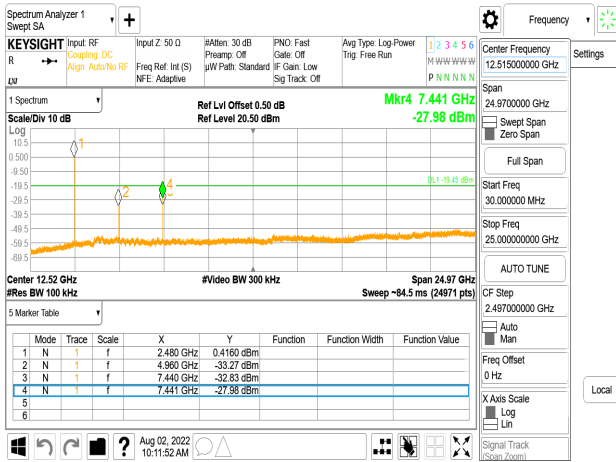 Spectrum Analyzer 1
Swept SA
Frequency
KEYSIGHT
R
LXI
Input: RF
Coupling: DC
Align: Auto/No RF
Input Z: 50 Ω
Freq Ref: Int (S)
NFE: Adaptive
#Atten: 30 dB
Preamp: Off
µW Path: Standard
PNO: Fast
Gate: Off
IF Gain: Low
Sig Track: Off
Avg Type: Log-Power
Trig: Free Run
1 2 3 4 5 6
M W W W W W
P N N N N N
1 Spectrum
Scale/Div 10 dB
Ref Lvl Offset 0.50 dB
Ref Level 20.50 dBm
Mkr4 7.441 GHz
-27.98 dBm
Log
10.5
0.500
-9.50
-19.5
-29.5
-39.5
-49.5
-59.5
-69.5
1
2
4
DL1 -19.45 dBm
Center 12.52 GHz
#Video BW 300 kHz
Span 24.97 GHz
#Res BW 100 kHz
Sweep ~84.5 ms (24971 pts)
5 Marker Table
Mode Trace Scale X Y Function Function Width Function Value
1 N 1 f 2.480 GHz 0.4160 dBm
2 N 1 f 4.960 GHz -33.27 dBm
3 N 1 f 7.440 GHz -32.83 dBm
4 N 1 f 7.441 GHz -27.98 dBm
5
6
?
Aug 02, 2022
10:11:52 AM
Center Frequency
12.515000000 GHz
Settings
Span
24.9700000 GHz
Swept Span
Zero Span
Full Span
Start Freq
30.000000 MHz
Stop Freq
25.000000000 GHz
AUTO TUNE
CF Step
2.497000000 GHz
Auto
Man
Freq Offset
0 Hz
X Axis Scale
Log
Lin
Local
Signal Track
(Span Zoom)